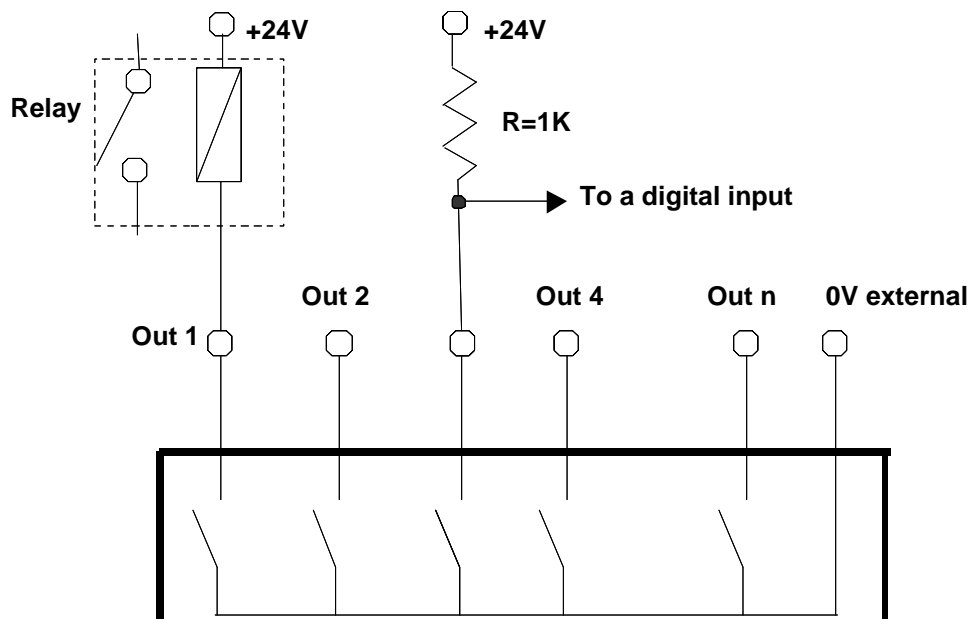 +24V
+24V
Relay
R=1K
To a digital input
Out 1
Out 2
Out 4
Out n
0V external